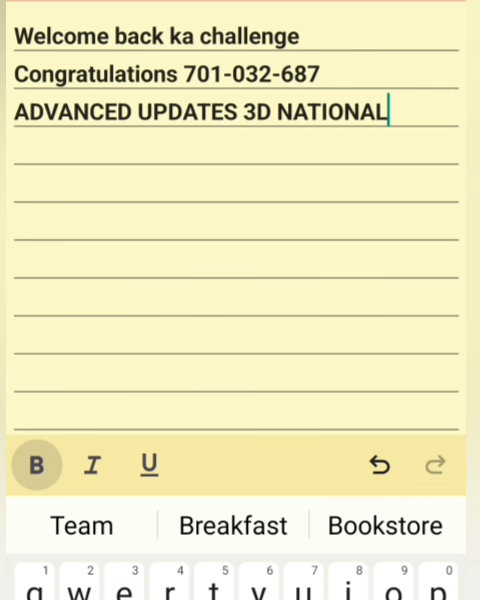 Welcome back ka challenge
Congratulations 701-032-687
ADVANCED UPDATES 3D NATIONAL
B I U
Team Breakfast Bookstore
1 2 3 4 5 6 7 8 9 0
q w e r t y u i o p